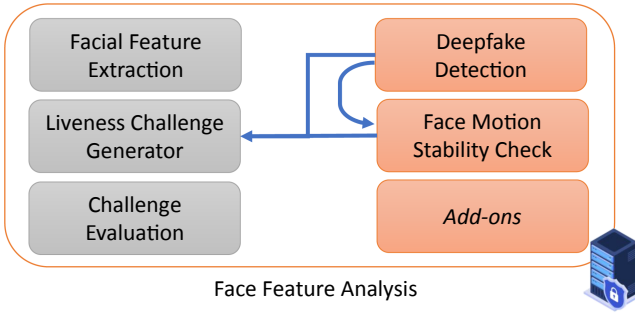 Facial Feature
Extraction
Deepfake
Detection
Liveness Challenge
Generator
Face Motion
Stability Check
Challenge
Evaluation
Add-ons
Face Feature Analysis